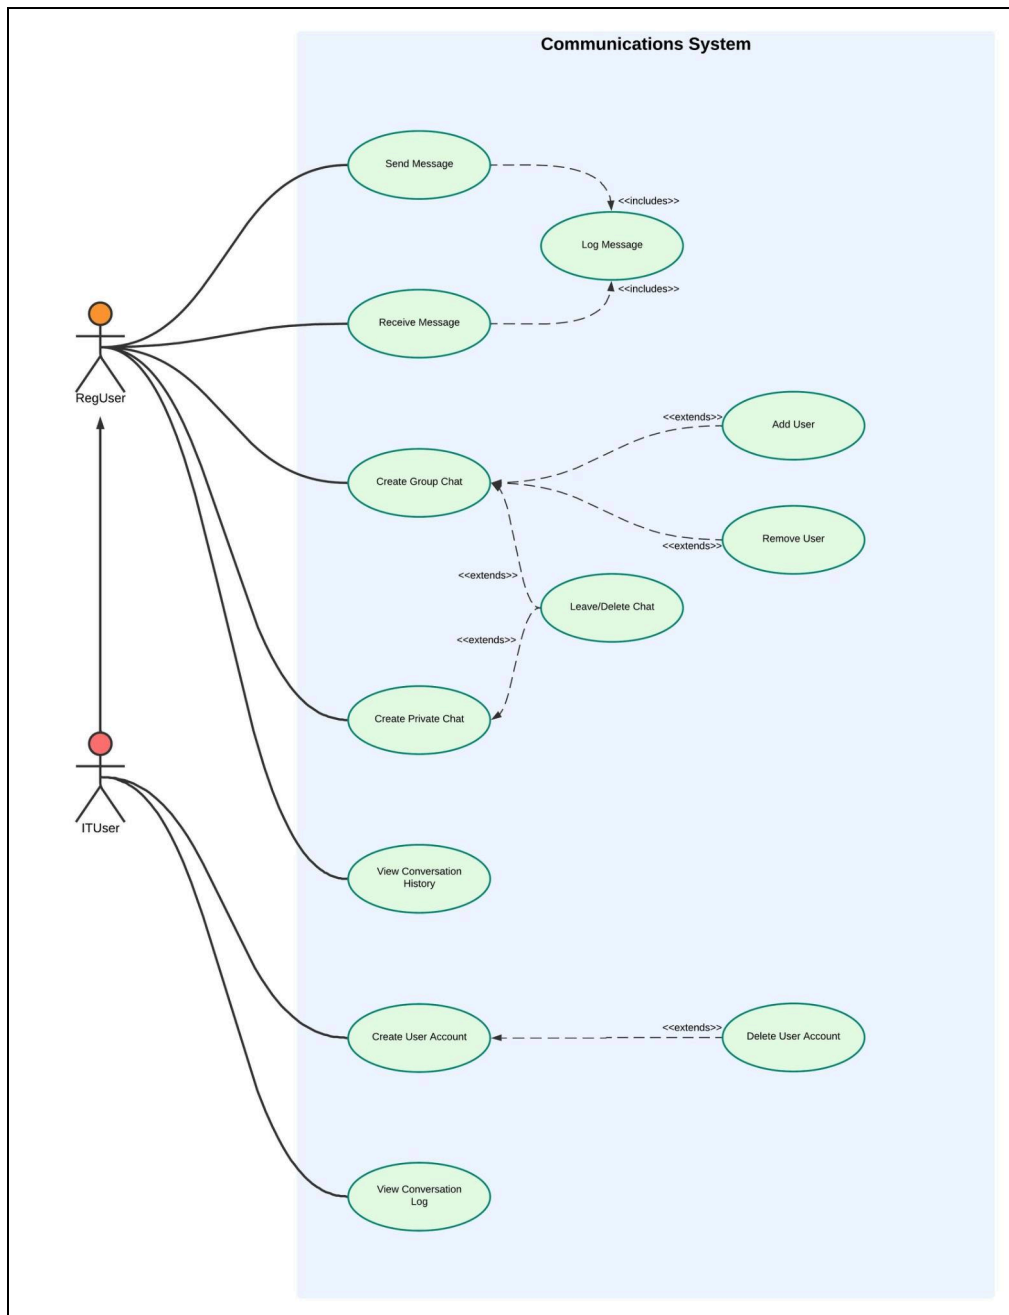 Communications System
Send Message
<<includes>>
Log Message
<<includes>>
Receive Message
RegUser
<<extends>>
Add User
Create Group Chat
Remove User
<<extends>>
<<extends>>
Leave/Delete Chat
<<extends>>
Create Private Chat
ITUser
View Conversation
History
Create User Account
<<extends>>
Delete User Account
View Conversation
Log